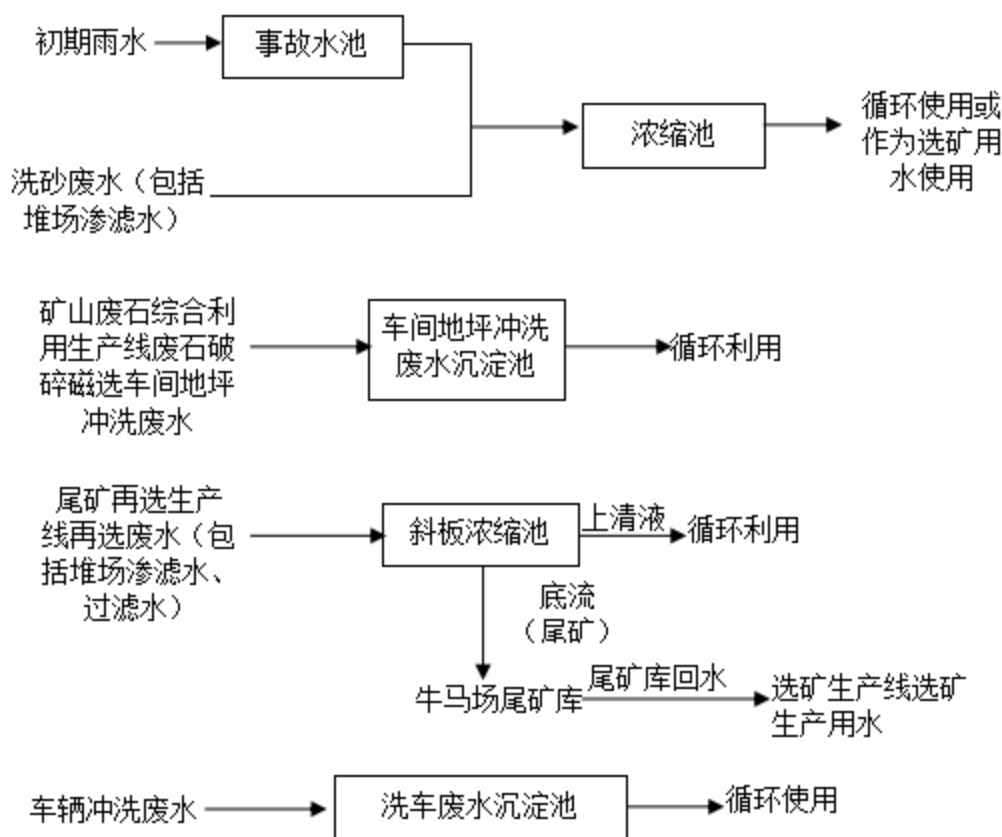 初期雨水
事故水池
浓缩池
循环使用或
作为选矿用
水使用
洗砂废水（包括
堆场渗滤水）
矿山废石综合利
用生产线废石破
碎磁选车间地坪
冲洗废水
车间地坪冲洗
废水沉淀池
循环利用
尾矿再选生产
线再选废水（包
括堆场渗滤水、
过滤水）
斜板浓缩池
上清液
循环利用
底流
（尾矿）
牛马场尾矿库
尾矿库回水
选矿生产线选矿
生产用水
车辆冲洗废水
洗车废水沉淀池
循环使用